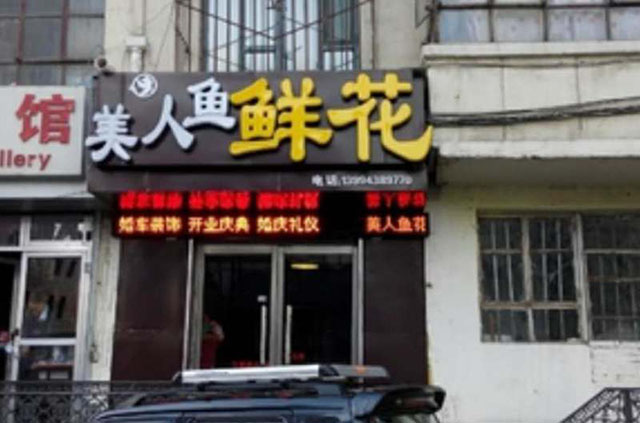 馆
llery
美人鱼鲜花
电话:13994389770
婚车装饰 开业庆典 婚庆礼仪 美人鱼花